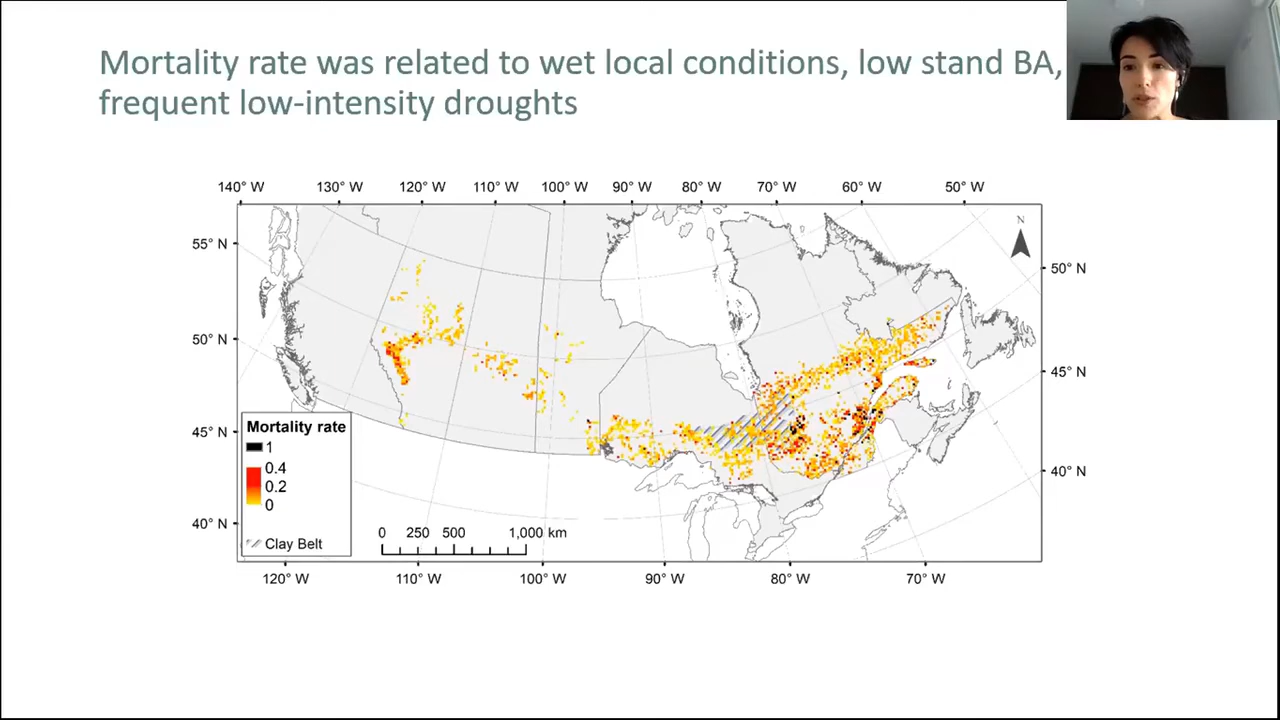 Mortality rate was related to wet local conditions, low stand BA,
frequent low-intensity droughts
140° W 130° W 120° W 110° W 100° W 90° W 80° W 70° W 60° W 50° W
55° N
50° N
45° N
40° N
50° N
45° N
40° N
N
Mortality rate
1
0.4
0.2
0
Clay Belt
0 250 500 1,000 km
120° W 110° W 100° W 90° W 80° W 70° W